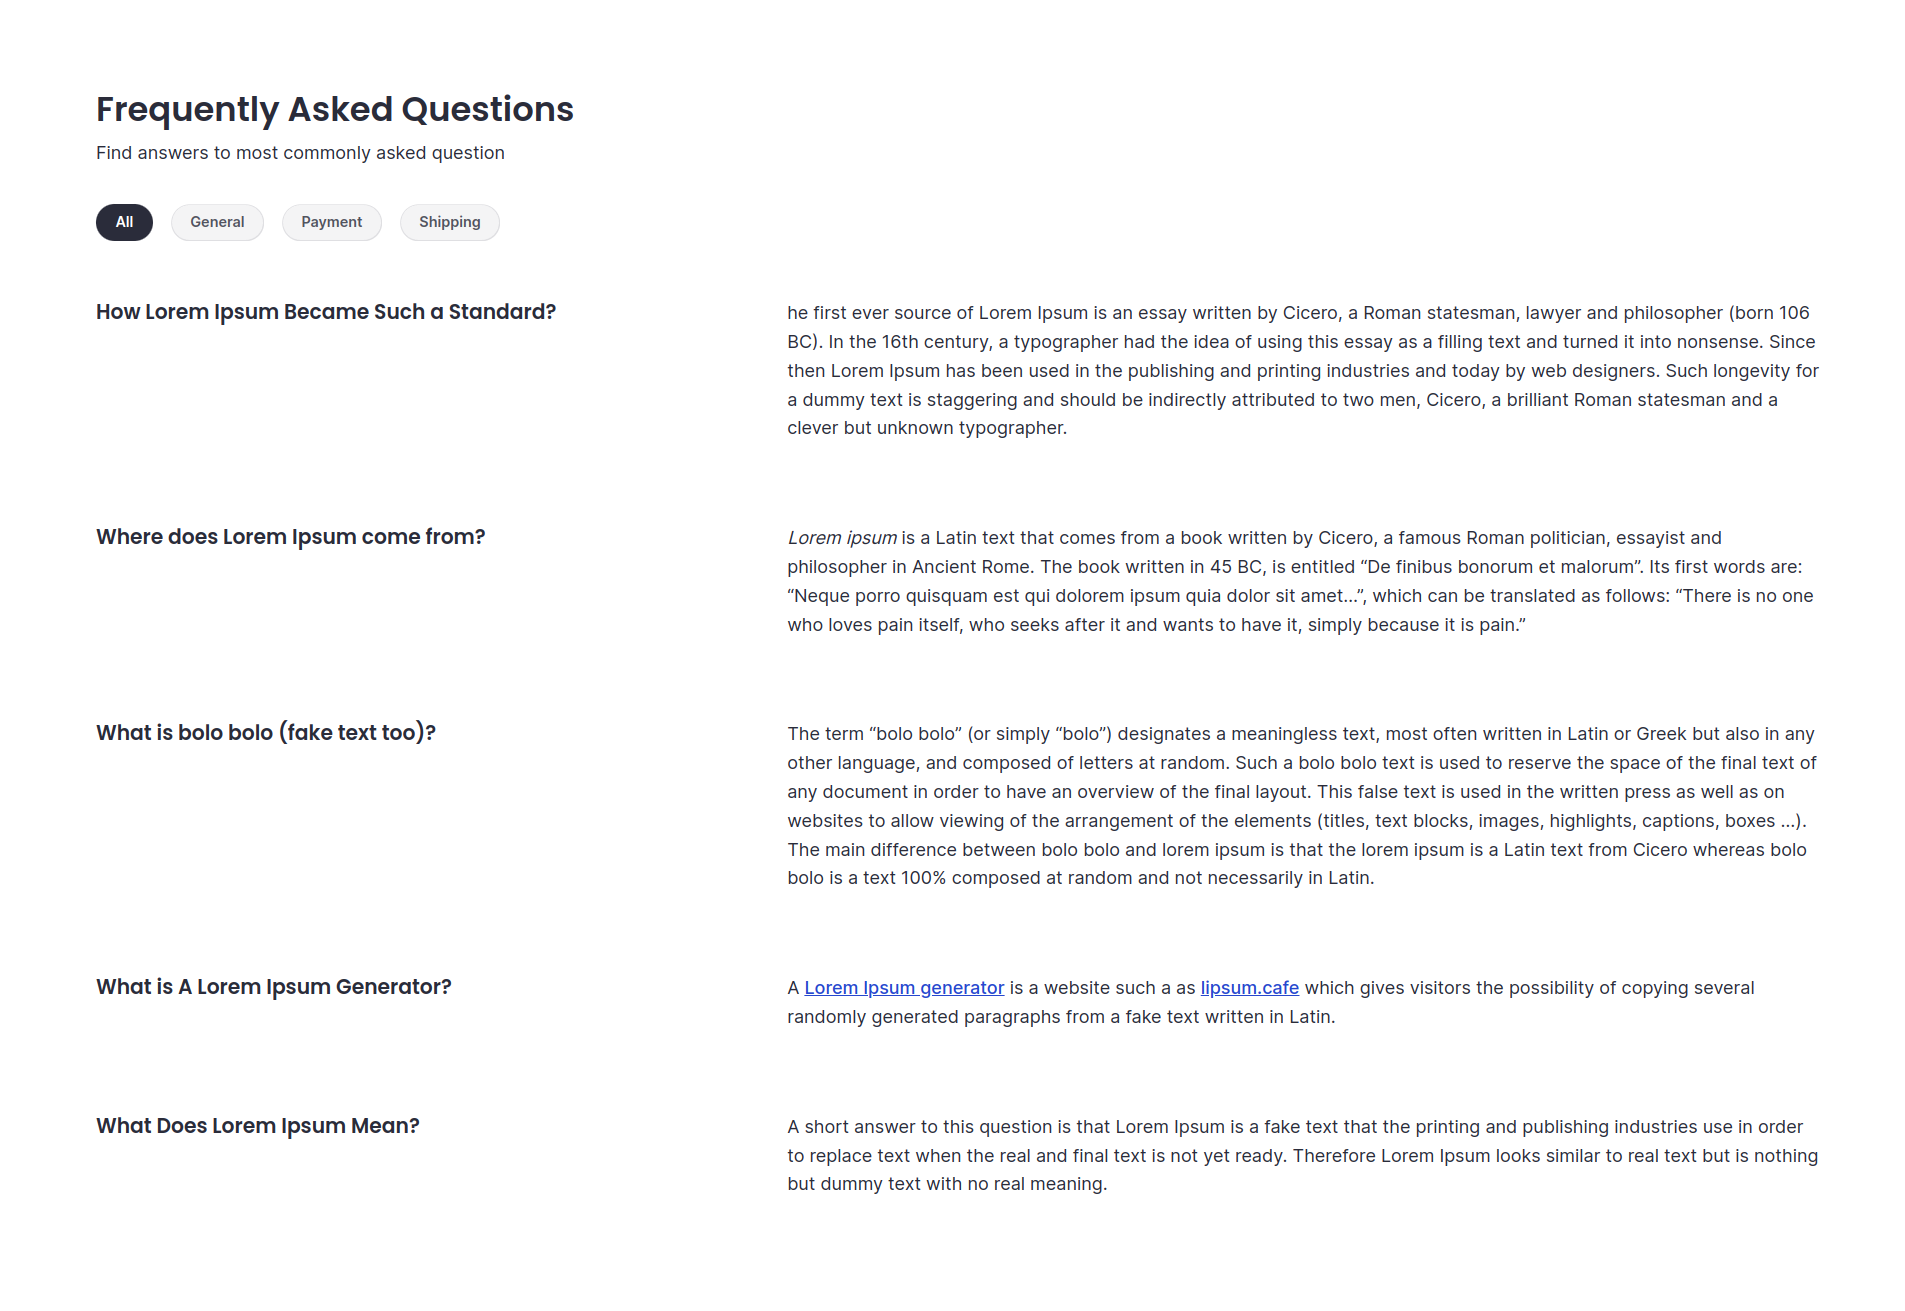 Frequently Asked Questions
Find answers to most commonly asked question
All General Payment Shipping
How Lorem Ipsum Became Such a Standard?
he first ever source of Lorem Ipsum is an essay written by Cicero, a Roman statesman, lawyer and philosopher (born 106
BC). In the 16th century, a typographer had the idea of using this essay as a filling text and turned it into nonsense. Since
then Lorem Ipsum has been used in the publishing and printing industries and today by web designers. Such longevity for
a dummy text is staggering and should be indirectly attributed to two men, Cicero, a brilliant Roman statesman and a
clever but unknown typographer.
Where does Lorem Ipsum come from?
Lorem ipsum is a Latin text that comes from a book written by Cicero, a famous Roman politician, essayist and
philosopher in Ancient Rome. The book written in 45 BC, is entitled “De finibus bonorum et malorum”. Its first words are:
“Neque porro quisquam est qui dolorem ipsum quia dolor sit amet…”, which can be translated as follows: “There is no one
who loves pain itself, who seeks after it and wants to have it, simply because it is pain.”
What is bolo bolo (fake text too)?
The term “bolo bolo” (or simply “bolo”) designates a meaningless text, most often written in Latin or Greek but also in any
other language, and composed of letters at random. Such a bolo bolo text is used to reserve the space of the final text of
any document in order to have an overview of the final layout. This false text is used in the written press as well as on
websites to allow viewing of the arrangement of the elements (titles, text blocks, images, highlights, captions, boxes …).
The main difference between bolo bolo and lorem ipsum is that the lorem ipsum is a Latin text from Cicero whereas bolo
bolo is a text 100% composed at random and not necessarily in Latin.
What is A Lorem Ipsum Generator?
A Lorem Ipsum generator is a website such a as lipsum.cafe which gives visitors the possibility of copying several
randomly generated paragraphs from a fake text written in Latin.
What Does Lorem Ipsum Mean?
A short answer to this question is that Lorem Ipsum is a fake text that the printing and publishing industries use in order
to replace text when the real and final text is not yet ready. Therefore Lorem Ipsum looks similar to real text but is nothing
but dummy text with no real meaning.